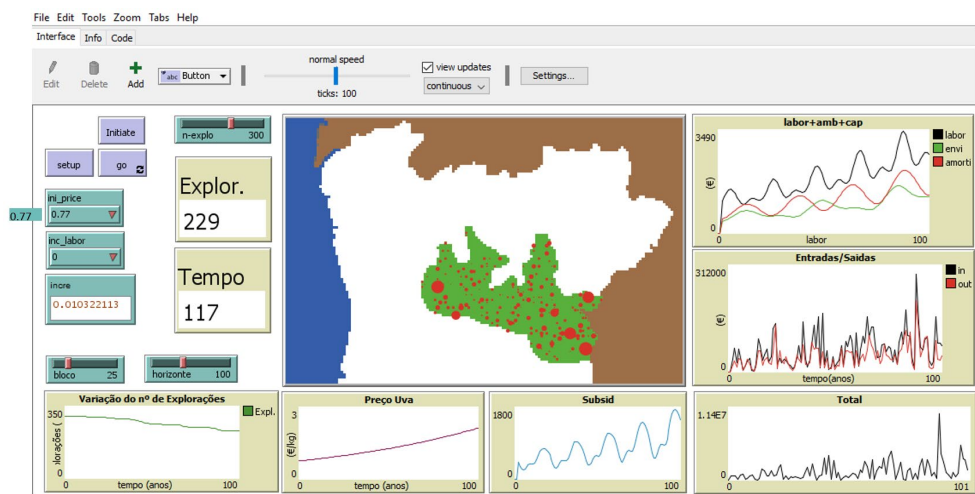 File Edit Tools Zoom Tabs Help
Interface Info Code
Edit Delete Add abc Button normal speed ticks: 100 view updates continuous Settings...
Initiate
setup go
n-explo 300
Explor.
229
0.77
ini_price
0.77
inc_labor
0
Tempo
117
incre
0.010322113
bloco 25
horizonte 100
labor+amb+cap
3490
(€)
0
0 labor 100
labor
envi
amorti
Entradas/Saidas
312000
(€)
0
0 tempo(anos) 100
in
out
Variação do nº de Explorações
350
plorações (
0
0 tempo (anos) 100
Expl.
Preço Uva
3
(€/kg)
0
0 tempo (anos) 100
Subsid
1800
0
0 100
Total
1.14E7
0
0 101